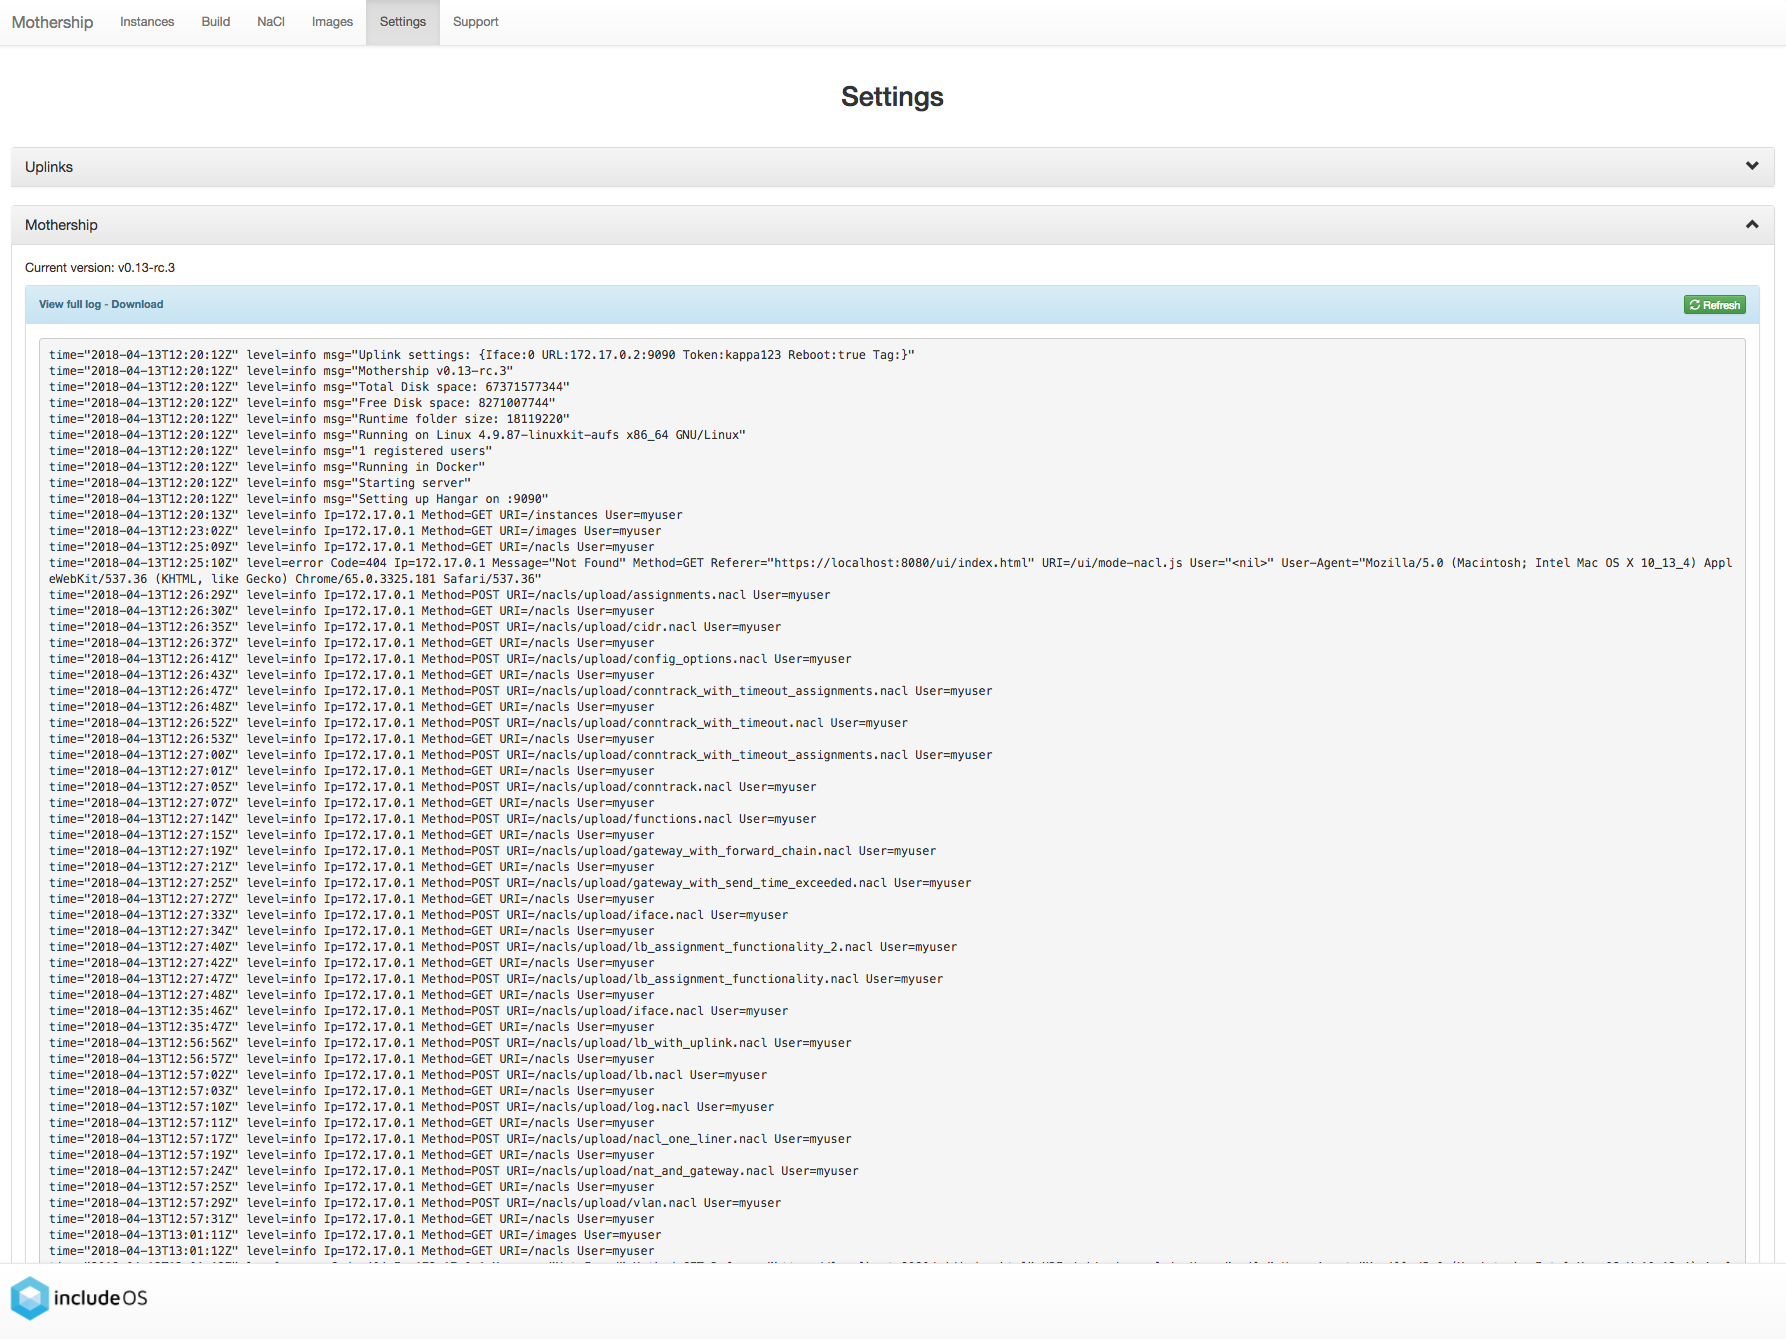 Mothership Instances Build NaCl Images Settings Support
Settings
Uplinks
Mothership
Current version: v0.13-rc.3
View full log - Download Refresh
time="2018-04-13T12:20:12Z" level=info msg="Uplink settings: {Iface:0 URL:172.17.0.2:9090 Token:kappa123 Reboot:true Tag:}"
time="2018-04-13T12:20:12Z" level=info msg="Mothership v0.13-rc.3"
time="2018-04-13T12:20:12Z" level=info msg="Total Disk space: 67371577344"
time="2018-04-13T12:20:12Z" level=info msg="Free Disk space: 8271007744"
time="2018-04-13T12:20:12Z" level=info msg="Runtime folder size: 18119220"
time="2018-04-13T12:20:12Z" level=info msg="Running on Linux 4.9.87-linuxkit-aufs x86_64 GNU/Linux"
time="2018-04-13T12:20:12Z" level=info msg="1 registered users"
time="2018-04-13T12:20:12Z" level=info msg="Running in Docker"
time="2018-04-13T12:20:12Z" level=info msg="Starting server"
time="2018-04-13T12:20:12Z" level=info msg="Setting up Hangar on :9090"
time="2018-04-13T12:20:13Z" level=info Ip=172.17.0.1 Method=GET URI=/instances User=myuser
time="2018-04-13T12:23:02Z" level=info Ip=172.17.0.1 Method=GET URI=/images User=myuser
time="2018-04-13T12:25:09Z" level=info Ip=172.17.0.1 Method=GET URI=/nacls User=myuser
time="2018-04-13T12:25:10Z" level=error Code=404 Ip=172.17.0.1 Message="Not Found" Method=GET Referer="https://localhost:8080/ui/index.html" URI=/ui/mode-nacl.js User="<nil>" User-Agent="Mozilla/5.0 (Macintosh; Intel Mac OS X 10_13_4) Appl
eWebKit/537.36 (KHTML, like Gecko) Chrome/65.0.3325.181 Safari/537.36"
time="2018-04-13T12:26:29Z" level=info Ip=172.17.0.1 Method=POST URI=/nacls/upload/assignments.nacl User=myuser
time="2018-04-13T12:26:30Z" level=info Ip=172.17.0.1 Method=GET URI=/nacls User=myuser
time="2018-04-13T12:26:35Z" level=info Ip=172.17.0.1 Method=POST URI=/nacls/upload/cidr.nacl User=myuser
time="2018-04-13T12:26:37Z" level=info Ip=172.17.0.1 Method=GET URI=/nacls User=myuser
time="2018-04-13T12:26:41Z" level=info Ip=172.17.0.1 Method=POST URI=/nacls/upload/config_options.nacl User=myuser
time="2018-04-13T12:26:43Z" level=info Ip=172.17.0.1 Method=GET URI=/nacls User=myuser
time="2018-04-13T12:26:47Z" level=info Ip=172.17.0.1 Method=POST URI=/nacls/upload/conntrack_with_timeout_assignments.nacl User=myuser
time="2018-04-13T12:26:48Z" level=info Ip=172.17.0.1 Method=GET URI=/nacls User=myuser
time="2018-04-13T12:26:52Z" level=info Ip=172.17.0.1 Method=POST URI=/nacls/upload/conntrack_with_timeout.nacl User=myuser
time="2018-04-13T12:26:53Z" level=info Ip=172.17.0.1 Method=GET URI=/nacls User=myuser
time="2018-04-13T12:27:00Z" level=info Ip=172.17.0.1 Method=POST URI=/nacls/upload/conntrack_with_timeout_assignments.nacl User=myuser
time="2018-04-13T12:27:01Z" level=info Ip=172.17.0.1 Method=GET URI=/nacls User=myuser
time="2018-04-13T12:27:05Z" level=info Ip=172.17.0.1 Method=POST URI=/nacls/upload/conntrack.nacl User=myuser
time="2018-04-13T12:27:07Z" level=info Ip=172.17.0.1 Method=GET URI=/nacls User=myuser
time="2018-04-13T12:27:14Z" level=info Ip=172.17.0.1 Method=POST URI=/nacls/upload/functions.nacl User=myuser
time="2018-04-13T12:27:15Z" level=info Ip=172.17.0.1 Method=GET URI=/nacls User=myuser
time="2018-04-13T12:27:19Z" level=info Ip=172.17.0.1 Method=POST URI=/nacls/upload/gateway_with_forward_chain.nacl User=myuser
time="2018-04-13T12:27:21Z" level=info Ip=172.17.0.1 Method=GET URI=/nacls User=myuser
time="2018-04-13T12:27:25Z" level=info Ip=172.17.0.1 Method=POST URI=/nacls/upload/gateway_with_send_time_exceeded.nacl User=myuser
time="2018-04-13T12:27:27Z" level=info Ip=172.17.0.1 Method=GET URI=/nacls User=myuser
time="2018-04-13T12:27:33Z" level=info Ip=172.17.0.1 Method=POST URI=/nacls/upload/iface.nacl User=myuser
time="2018-04-13T12:27:34Z" level=info Ip=172.17.0.1 Method=GET URI=/nacls User=myuser
time="2018-04-13T12:27:40Z" level=info Ip=172.17.0.1 Method=POST URI=/nacls/upload/lb_assignment_functionality_2.nacl User=myuser
time="2018-04-13T12:27:42Z" level=info Ip=172.17.0.1 Method=GET URI=/nacls User=myuser
time="2018-04-13T12:27:47Z" level=info Ip=172.17.0.1 Method=POST URI=/nacls/upload/lb_assignment_functionality.nacl User=myuser
time="2018-04-13T12:27:48Z" level=info Ip=172.17.0.1 Method=GET URI=/nacls User=myuser
time="2018-04-13T12:35:46Z" level=info Ip=172.17.0.1 Method=POST URI=/nacls/upload/iface.nacl User=myuser
time="2018-04-13T12:35:47Z" level=info Ip=172.17.0.1 Method=GET URI=/nacls User=myuser
time="2018-04-13T12:56:56Z" level=info Ip=172.17.0.1 Method=POST URI=/nacls/upload/lb_with_uplink.nacl User=myuser
time="2018-04-13T12:56:57Z" level=info Ip=172.17.0.1 Method=GET URI=/nacls User=myuser
time="2018-04-13T12:57:02Z" level=info Ip=172.17.0.1 Method=POST URI=/nacls/upload/lb.nacl User=myuser
time="2018-04-13T12:57:03Z" level=info Ip=172.17.0.1 Method=GET URI=/nacls User=myuser
time="2018-04-13T12:57:10Z" level=info Ip=172.17.0.1 Method=POST URI=/nacls/upload/log.nacl User=myuser
time="2018-04-13T12:57:11Z" level=info Ip=172.17.0.1 Method=GET URI=/nacls User=myuser
time="2018-04-13T12:57:17Z" level=info Ip=172.17.0.1 Method=POST URI=/nacls/upload/nacl_one_liner.nacl User=myuser
time="2018-04-13T12:57:19Z" level=info Ip=172.17.0.1 Method=GET URI=/nacls User=myuser
time="2018-04-13T12:57:24Z" level=info Ip=172.17.0.1 Method=POST URI=/nacls/upload/nat_and_gateway.nacl User=myuser
time="2018-04-13T12:57:25Z" level=info Ip=172.17.0.1 Method=GET URI=/nacls User=myuser
time="2018-04-13T12:57:29Z" level=info Ip=172.17.0.1 Method=POST URI=/nacls/upload/vlan.nacl User=myuser
time="2018-04-13T12:57:31Z" level=info Ip=172.17.0.1 Method=GET URI=/nacls User=myuser
time="2018-04-13T13:01:11Z" level=info Ip=172.17.0.1 Method=GET URI=/images User=myuser
time="2018-04-13T13:01:12Z" level=info Ip=172.17.0.1 Method=GET URI=/nacls User=myuser
includeOS